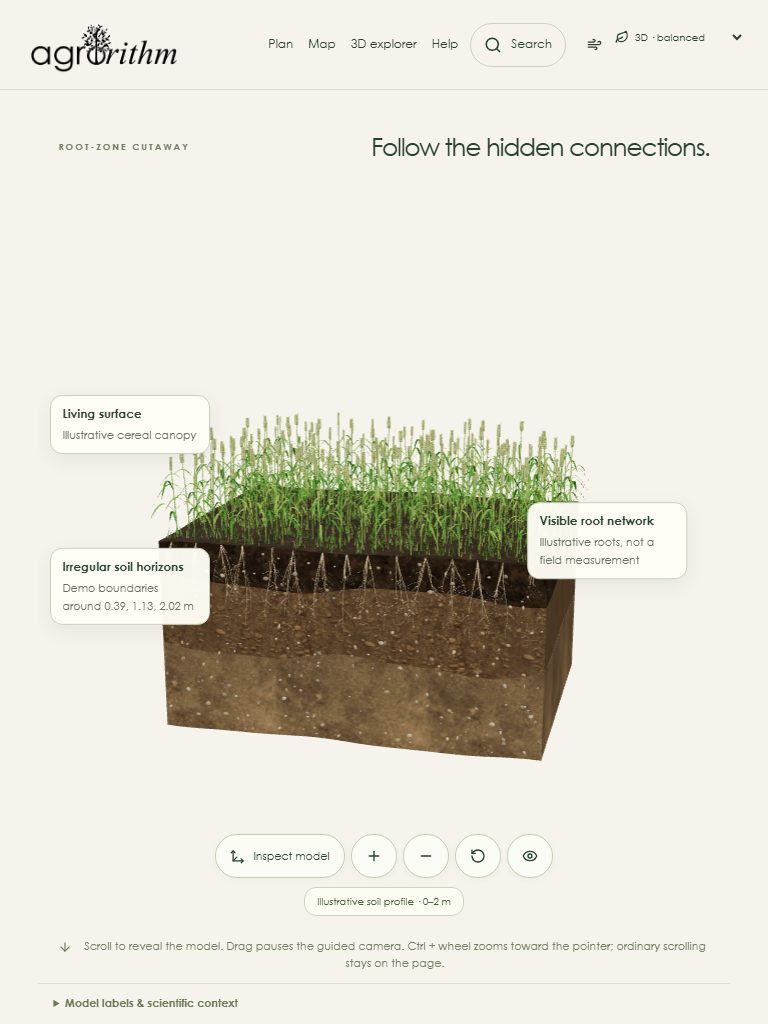 agrorithm
Plan Map 3D explorer Help Search 3D · balanced
ROOT-ZONE CUTAWAY
Follow the hidden connections.
Living surface
Illustrative cereal canopy
Visible root network
Illustrative roots, not a
field measurement
Irregular soil horizons
Demo boundaries
around 0.39, 1.13, 2.02 m
Inspect model
Illustrative soil profile · 0–2 m
Scroll to reveal the model. Drag pauses the guided camera. Ctrl + wheel zooms toward the pointer; ordinary scrolling
stays on the page.
Model labels & scientific context